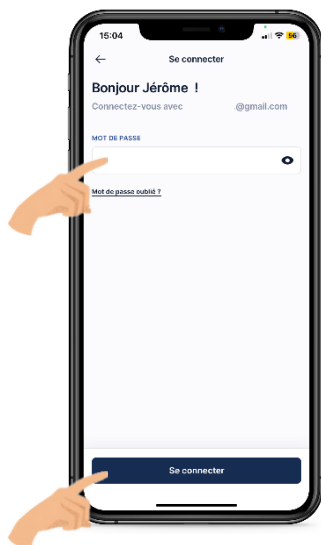 15:04
56
Se connecter
Bonjour Jérôme !
Connectez-vous avec @gmail.com
MOT DE PASSE
Mot de passe oublié ?
Se connecter